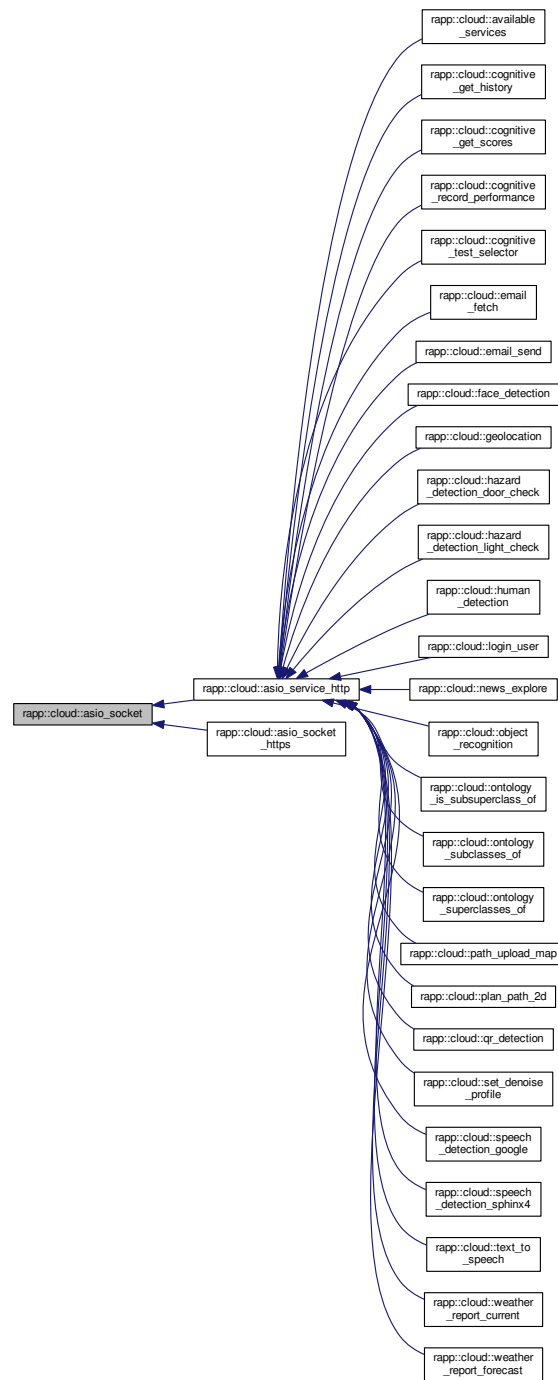 rapp::cloud::available
_services
rapp::cloud::cognitive
_get_history
rapp::cloud::cognitive
_get_scores
rapp::cloud::cognitive
_record_performance
rapp::cloud::cognitive
_test_selector
rapp::cloud::email
_fetch
rapp::cloud::email_send
rapp::cloud::face_detection
rapp::cloud::geolocation
rapp::cloud::hazard
_detection_door_check
rapp::cloud::hazard
_detection_light_check
rapp::cloud::human
_detection
rapp::cloud::login_user
rapp::cloud::asio_service_http
rapp::cloud::news_explore
rapp::cloud::asio_socket
rapp::cloud::asio_socket
_https
rapp::cloud::object
_recognition
rapp::cloud::ontology
_is_subsuperclass_of
rapp::cloud::ontology
_subclasses_of
rapp::cloud::ontology
_superclasses_of
rapp::cloud::path_upload_map
rapp::cloud::plan_path_2d
rapp::cloud::qr_detection
rapp::cloud::set_denoise
_profile
rapp::cloud::speech
_detection_google
rapp::cloud::speech
_detection_sphinx4
rapp::cloud::text_to
_speech
rapp::cloud::weather
_report_current
rapp::cloud::weather
_report_forecast